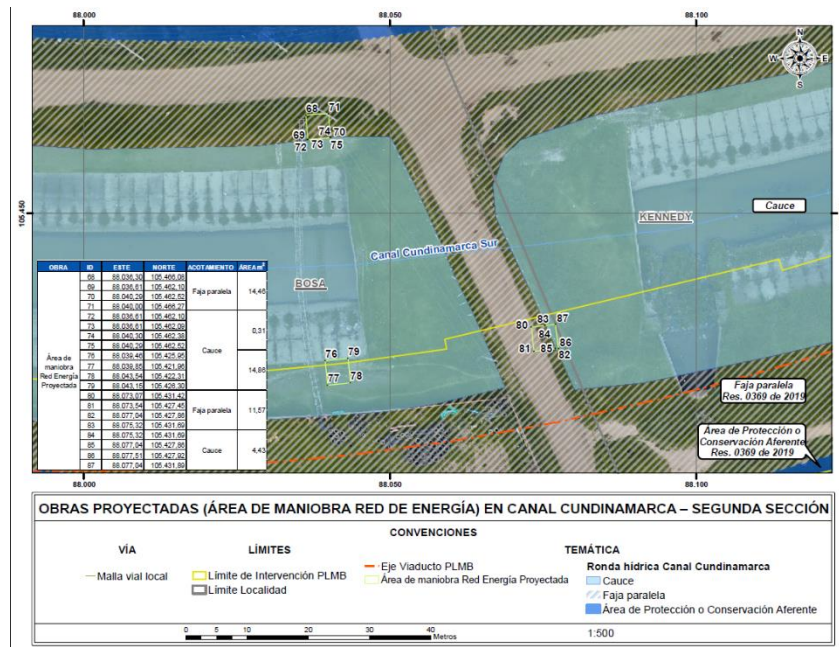 88.000 88.050 88.100
N
W E
S
68 71
69 74 70
72 73 75
105.450
Cauce
KENNEDY
Canal Cundinamarca Sur
BOSA
80 83 87
84
81 85 86
82
76 79
77 78
Faja paralela
Res. 0369 de 2019
Área de Protección o
Conservación Aferente
Res. 0369 de 2019
OBRA ID ESTE NORTE ACOTAMIENTO ÁREA m²
Área de maniobra Red Energía Proyectada
68 88.036,30 105.466,08 Faja paralela 14,46
69 88.036,61 105.462,10
70 88.040,29 105.462,52
71 88.040,00 105.466,27
72 88.036,61 105.462,10 Cauce 0,31
73 88.036,61 105.462,09
74 88.040,30 105.462,38
75 88.040,29 105.462,52
76 88.039,46 105.425,95 14,86
77 88.039,85 105.421,96
78 88.043,54 105.422,31
79 88.043,15 105.426,30
80 88.073,07 105.431,42 Faja paralela 11,57
81 88.073,54 105.427,45
82 88.077,04 105.427,86
83 88.075,32 105.431,69
84 88.075,32 105.431,69 Cauce 4,43
85 88.077,04 105.427,86
86 88.077,51 105.427,92
87 88.077,04 105.431,89
88.000 88.050 88.100
OBRAS PROYECTADAS (ÁREA DE MANIOBRA RED DE ENERGÍA) EN CANAL CUNDINAMARCA – SEGUNDA SECCIÓN
CONVENCIONES
VÍA LÍMITES TEMÁTICA
Malla vial local
Límite de Intervención PLMB
Límite Localidad
Eje Viaducto PLMB
Área de maniobra Red Energía Proyectada
Ronda hídrica Canal Cundinamarca
Cauce
Faja paralela
Área de Protección o Conservación Aferente
0 5 10 20 30 40
Metros
1:500